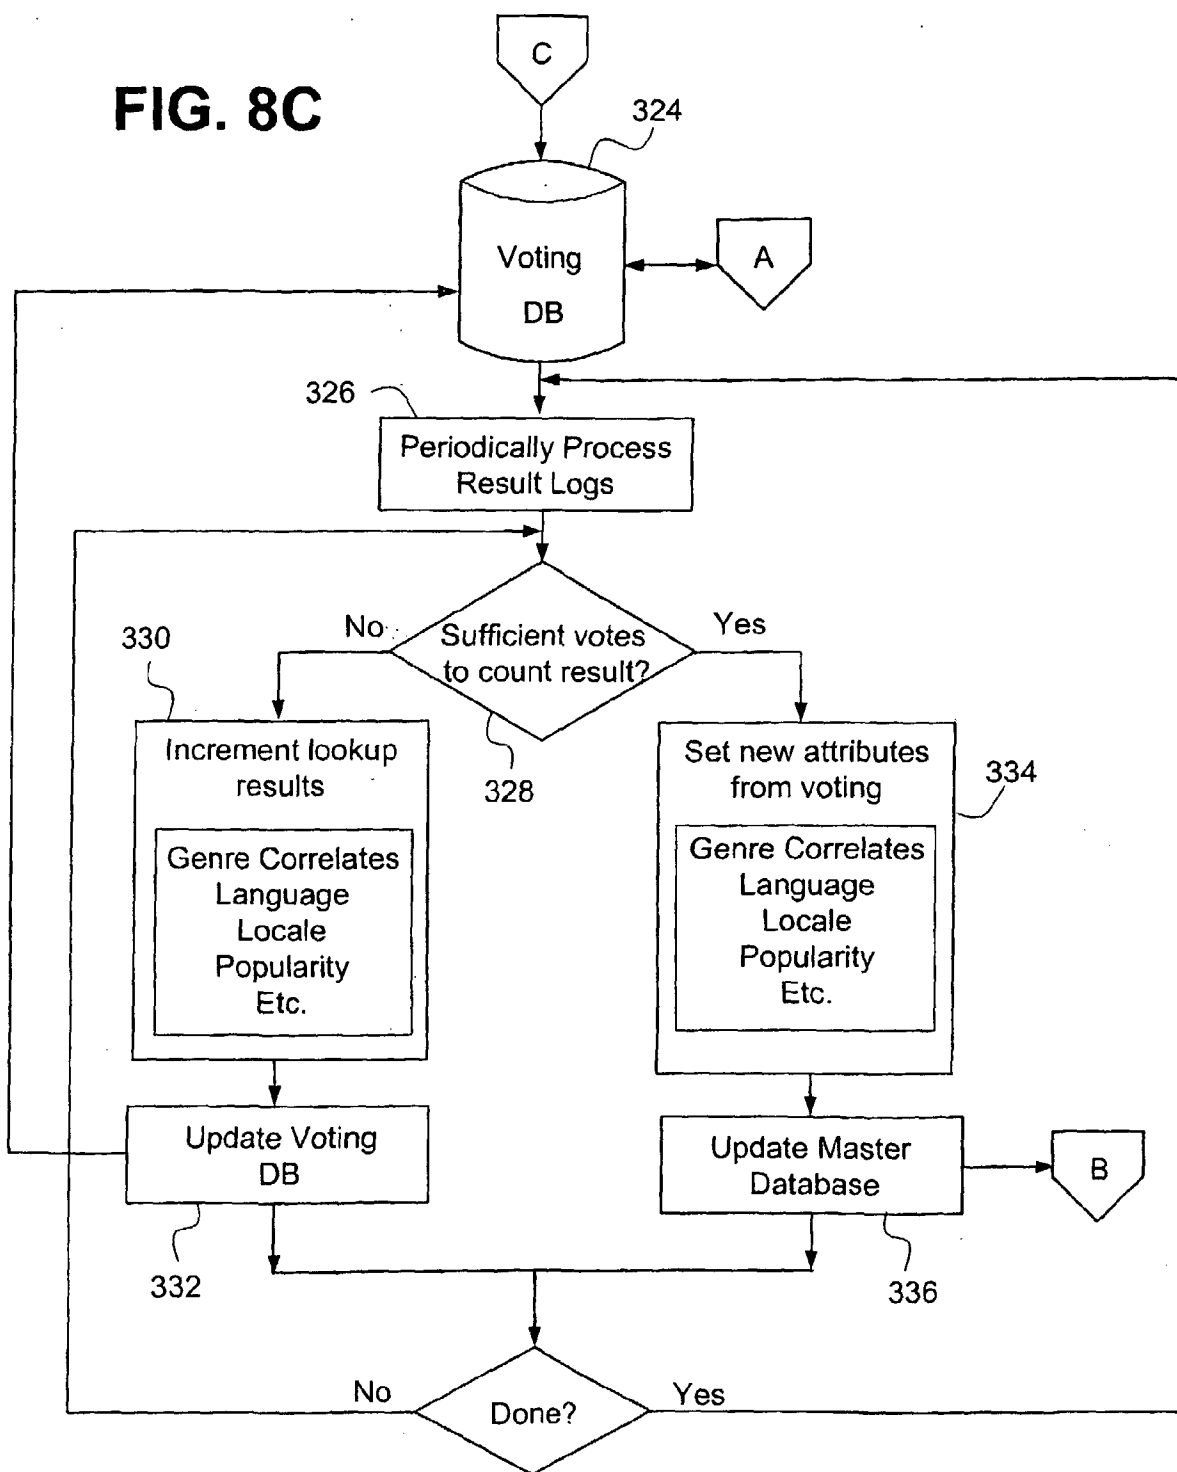 C
FIG. 8C
324
Voting
DB
A
326
Periodically Process
Result Logs
No
Sufficient votes
to count result?
Yes
330
328
Increment lookup
results
Genre Correlates
Language
Locale
Popularity
Etc.
Set new attributes
from voting
334
Genre Correlates
Language
Locale
Popularity
Etc.
Update Voting
DB
332
Update Master
Database
336
B
No
Done?
Yes